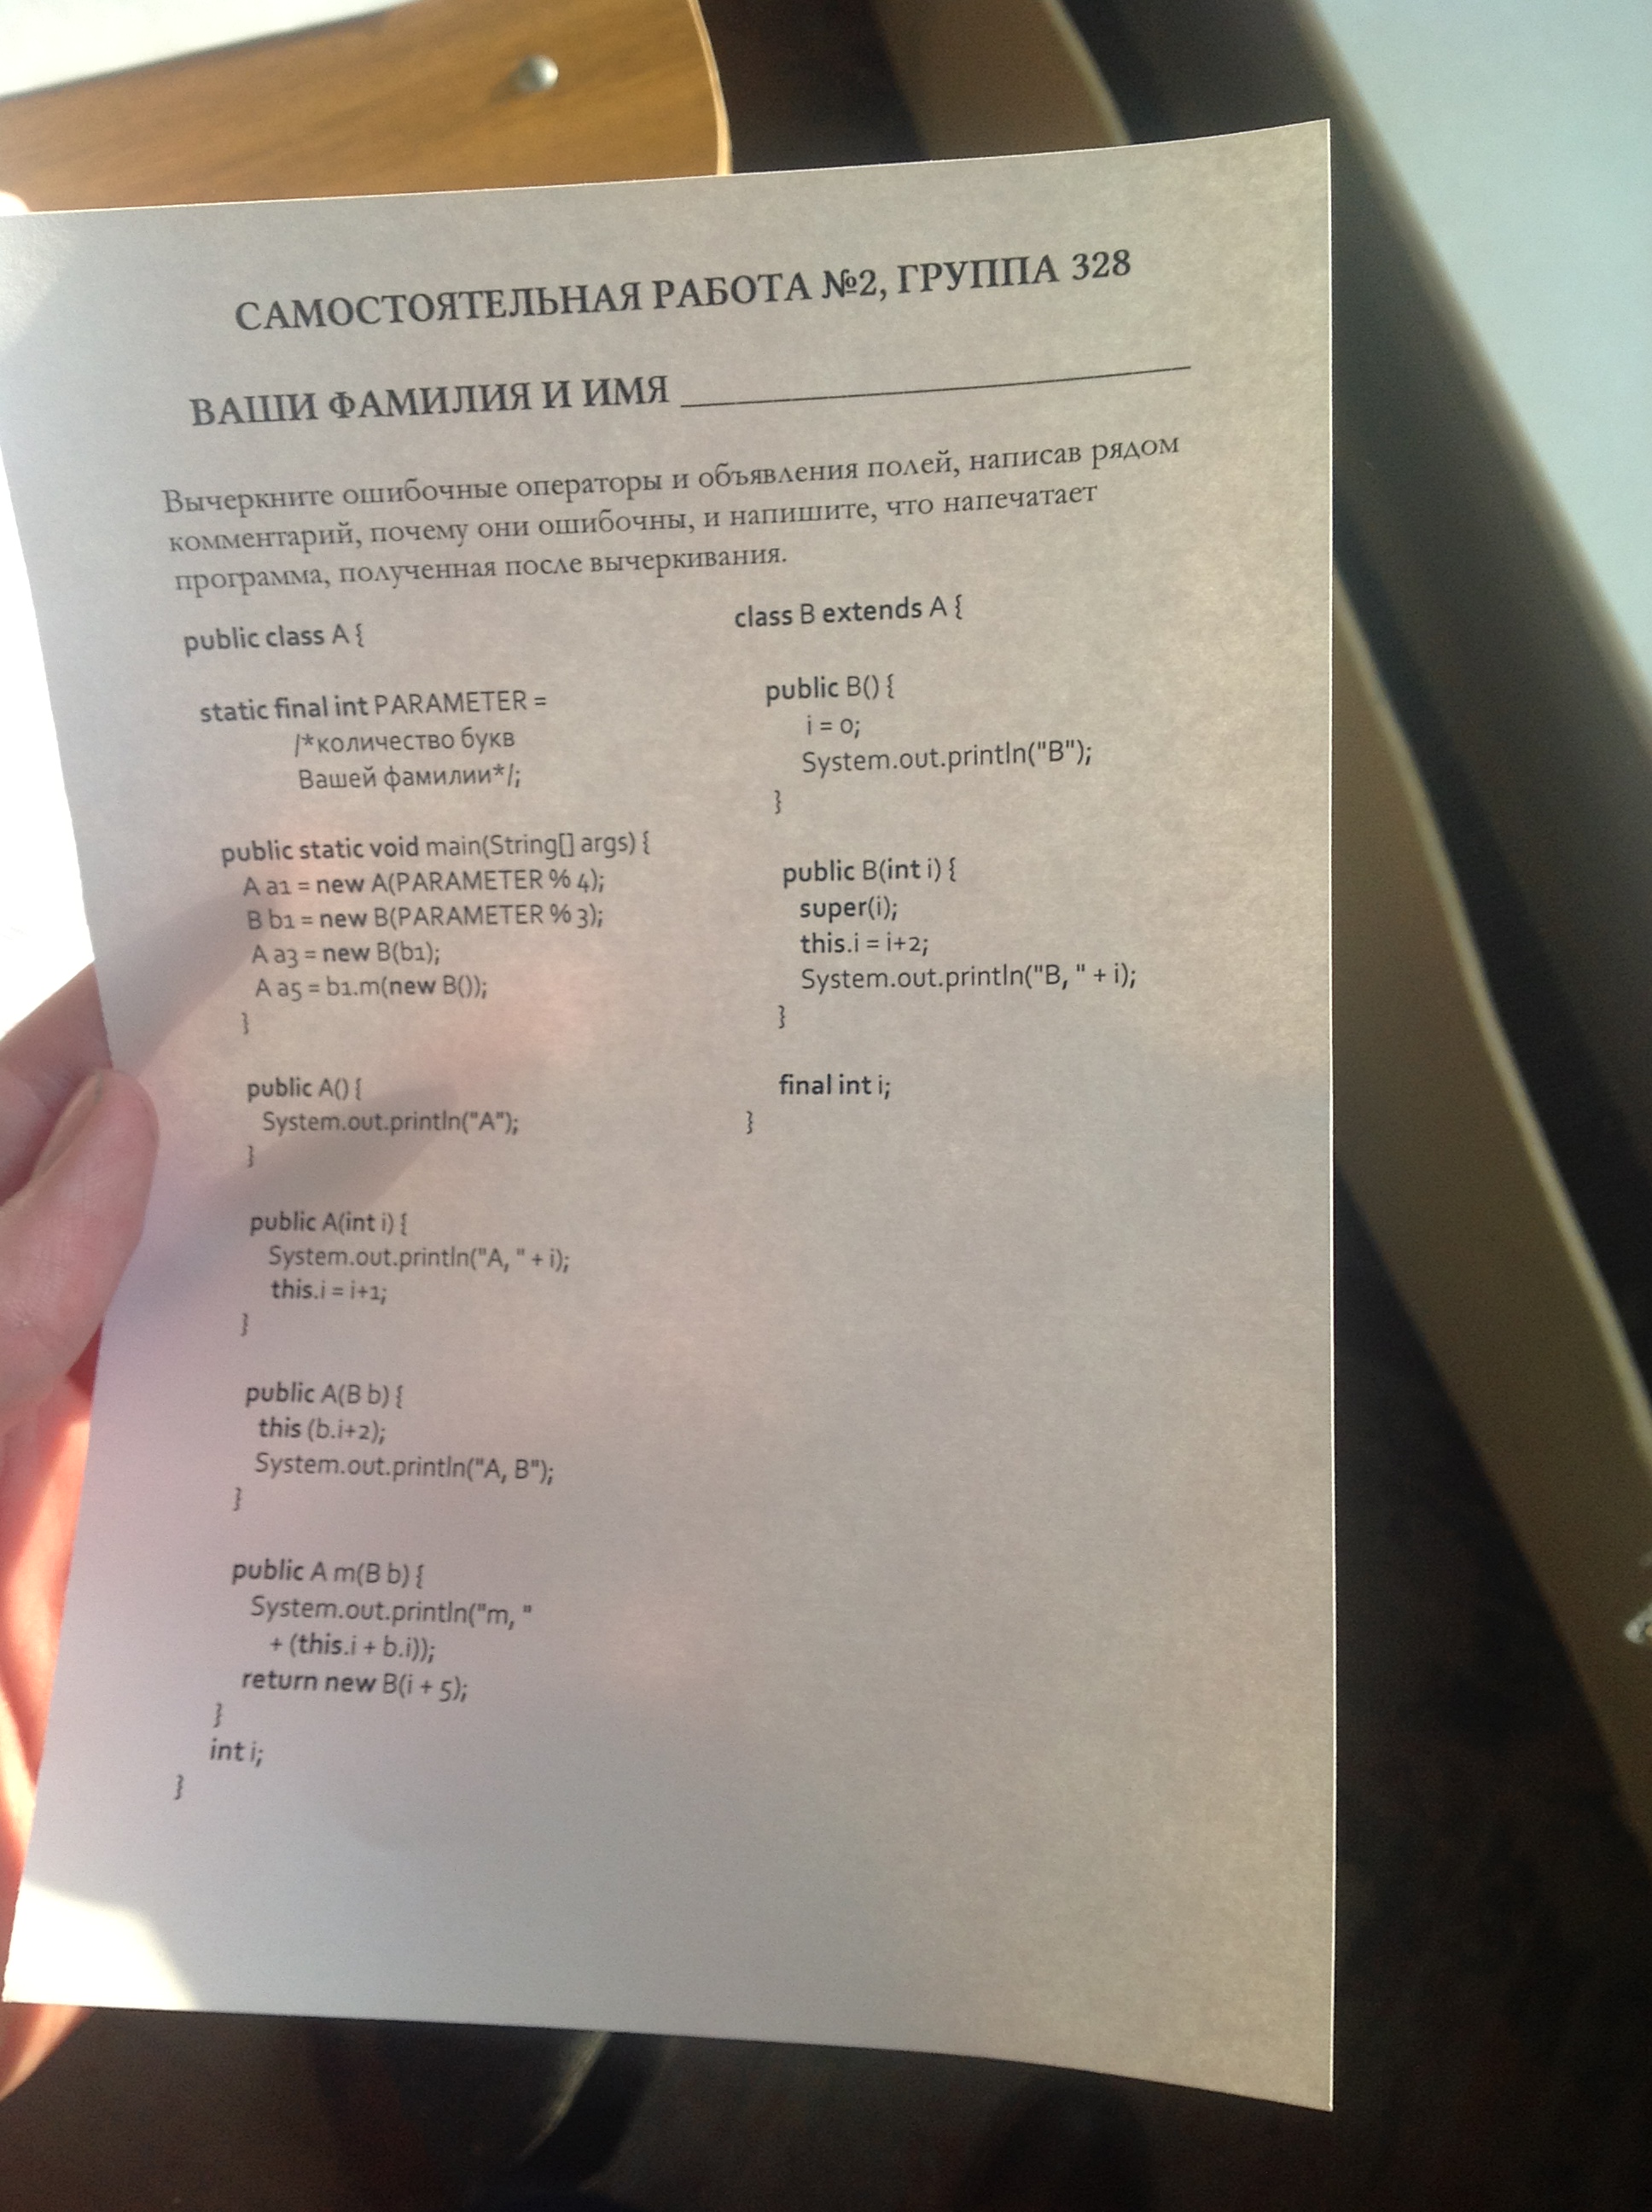 САМОСТОЯТЕЛЬНАЯ РАБОТА №2, ГРУППА 328
ВАШИ ФАМИЛИЯ И ИМЯ ____________________
Вычеркните ошибочные операторы и объявления полей, написав рядом
комментарий, почему они ошибочны, и напишите, что напечатает
программа, полученная после вычеркивания.
public class A {
static final int PARAMETER =
/*количество букв
Вашей фамилии*/;
public static void main(String[] args) {
A a1 = new A(PARAMETER % 4);
B b1 = new B(PARAMETER % 3);
A a3 = new B(b1);
A a5 = b1.m(new B());
}
public A() {
System.out.println("A");
}
public A(int i) {
System.out.println("A, " + i);
this.i = i+1;
}
public A(B b) {
this (b.i+2);
System.out.println("A, B");
}
public A m(B b) {
System.out.println("m, "
+ (this.i + b.i));
return new B(i + 5);
}
int i;
}
class B extends A {
public B() {
i = 0;
System.out.println("B");
}
public B(int i) {
super(i);
this.i = i+2;
System.out.println("B, " + i);
}
final int i;
}